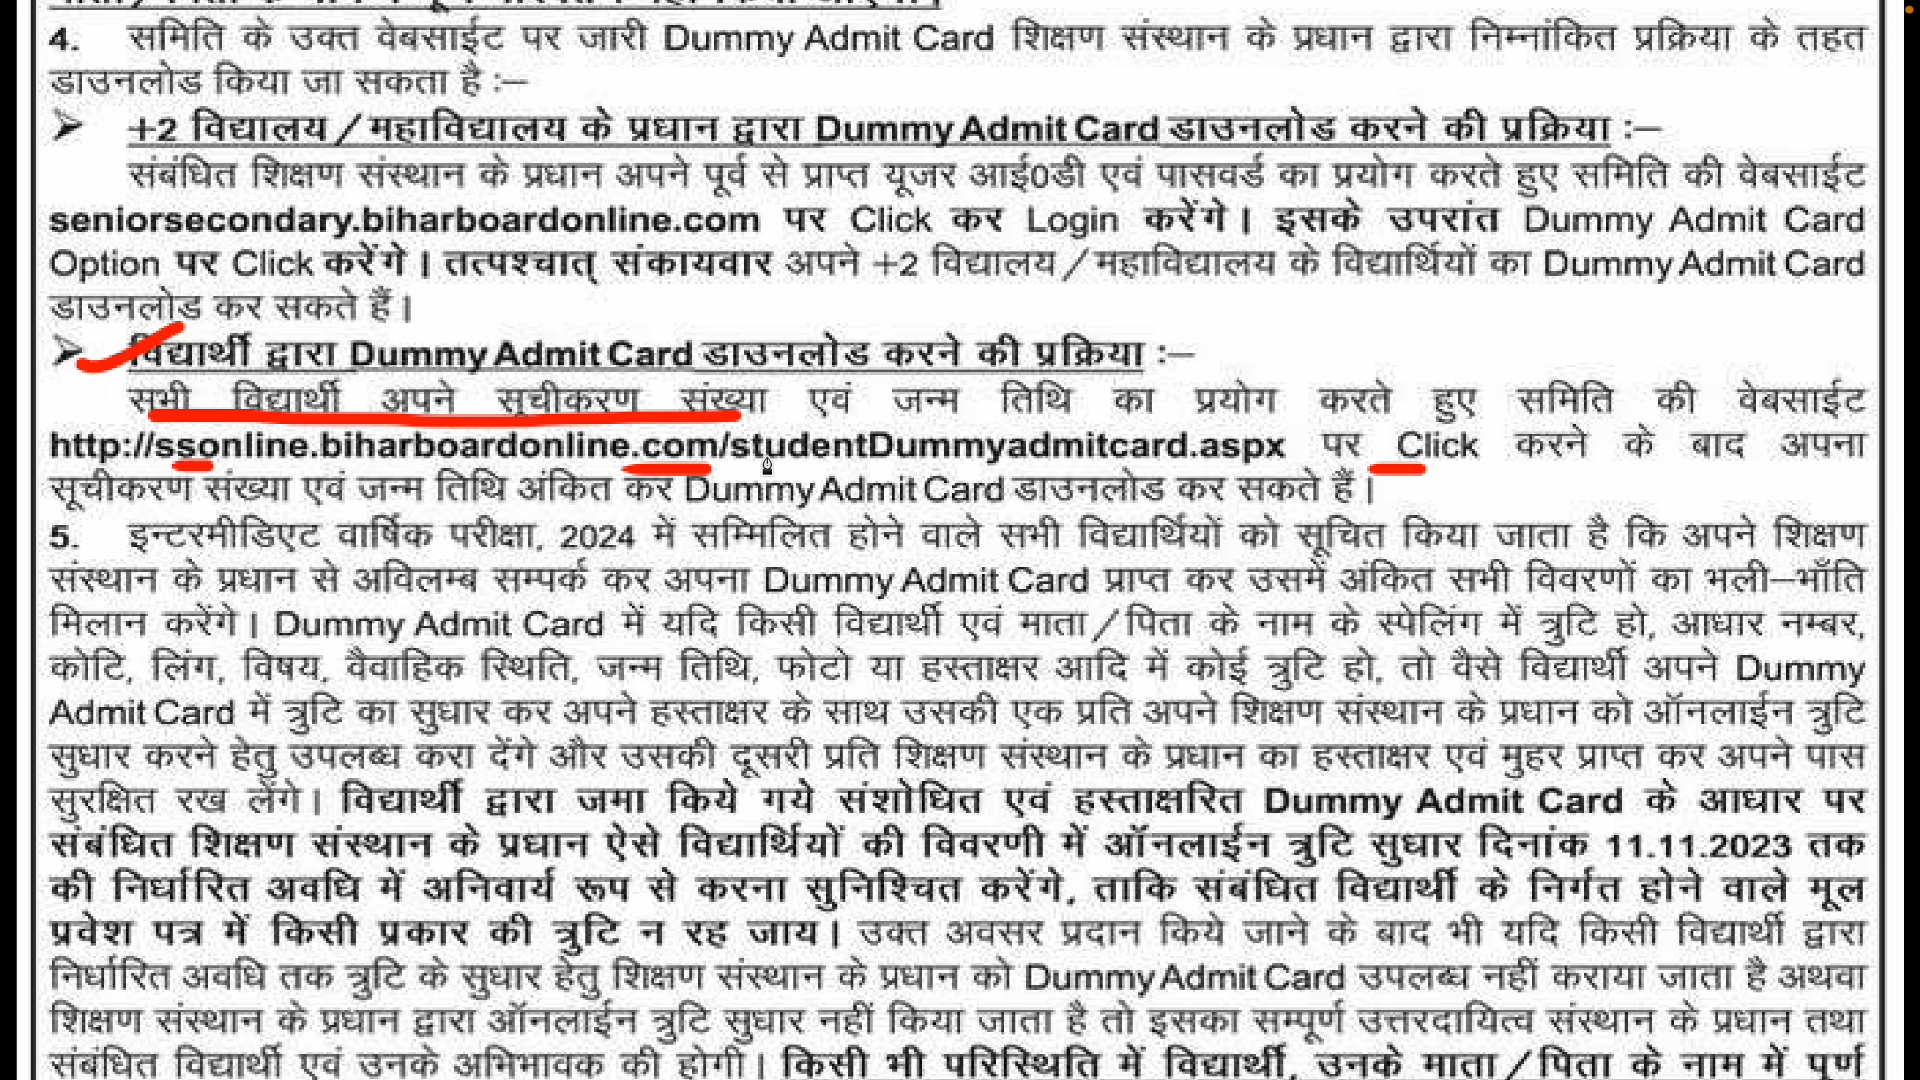 4. समिति के उक्त वेबसाईट पर जारी Dummy Admit Card शिक्षण संस्थान के प्रधान द्वारा निम्नांकित प्रक्रिया के तहत
डाउनलोड किया जा सकता है :–
➢ +2 विद्यालय/महाविद्यालय के प्रधान द्वारा Dummy Admit Card डाउनलोड करने की प्रक्रिया :–
संबंधित शिक्षण संस्थान के प्रधान अपने पूर्व से प्राप्त यूजर आई0डी एवं पासवर्ड का प्रयोग करते हुए समिति की वेबसाईट
seniorsecondary.biharboardonline.com पर Click कर Login करेंगे। इसके उपरांत Dummy Admit Card
Option पर Click करेंगे। तत्पश्चात् संकायवार अपने +2 विद्यालय/महाविद्यालय के विद्यार्थियों का Dummy Admit Card
डाउनलोड कर सकते हैं।
➢ विद्यार्थी द्वारा Dummy Admit Card डाउनलोड करने की प्रक्रिया :–
सभी विद्यार्थी अपने सूचीकरण संख्या एवं जन्म तिथि का प्रयोग करते हुए समिति की वेबसाईट
http://ssonline.biharboardonline.com/studentDummyadmitcard.aspx पर Click करने के बाद अपना
सूचीकरण संख्या एवं जन्म तिथि अंकित कर Dummy Admit Card डाउनलोड कर सकते हैं।
5. इन्टरमीडिएट वार्षिक परीक्षा, 2024 में सम्मिलित होने वाले सभी विद्यार्थियों को सूचित किया जाता है कि अपने शिक्षण
संस्थान के प्रधान से अविलम्ब सम्पर्क कर अपना Dummy Admit Card प्राप्त कर उसमें अंकित सभी विवरणों का भली–भाँति
मिलान करेंगे। Dummy Admit Card में यदि किसी विद्यार्थी एवं माता/पिता के नाम के स्पेलिंग में त्रुटि हो, आधार नम्बर,
कोटि, लिंग, विषय, वैवाहिक स्थिति, जन्म तिथि, फोटो या हस्ताक्षर आदि में कोई त्रुटि हो, तो वैसे विद्यार्थी अपने Dummy
Admit Card में त्रुटि का सुधार कर अपने हस्ताक्षर के साथ उसकी एक प्रति अपने शिक्षण संस्थान के प्रधान को ऑनलाईन त्रुटि
सुधार करने हेतु उपलब्ध करा देंगे और उसकी दूसरी प्रति शिक्षण संस्थान के प्रधान का हस्ताक्षर एवं मुहर प्राप्त कर अपने पास
सुरक्षित रख लेंगे। विद्यार्थी द्वारा जमा किये गये संशोधित एवं हस्ताक्षरित Dummy Admit Card के आधार पर
संबंधित शिक्षण संस्थान के प्रधान ऐसे विद्यार्थियों की विवरणी में ऑनलाईन त्रुटि सुधार दिनांक 11.11.2023 तक
की निर्धारित अवधि में अनिवार्य रूप से करना सुनिश्चित करेंगे, ताकि संबंधित विद्यार्थी के निर्गत होने वाले मूल
प्रवेश पत्र में किसी प्रकार की त्रुटि न रह जाय। उक्त अवसर प्रदान किये जाने के बाद भी यदि किसी विद्यार्थी द्वारा
निर्धारित अवधि तक त्रुटि के सुधार हेतु शिक्षण संस्थान के प्रधान को Dummy Admit Card उपलब्ध नहीं कराया जाता है अथवा
शिक्षण संस्थान के प्रधान द्वारा ऑनलाईन त्रुटि सुधार नहीं किया जाता है तो इसका सम्पूर्ण उत्तरदायित्व संस्थान के प्रधान तथा
संबंधित विद्यार्थी एवं उनके अभिभावक की होगी। किसी भी परिस्थिति में विद्यार्थी, उनके माता/पिता के नाम में पूर्ण